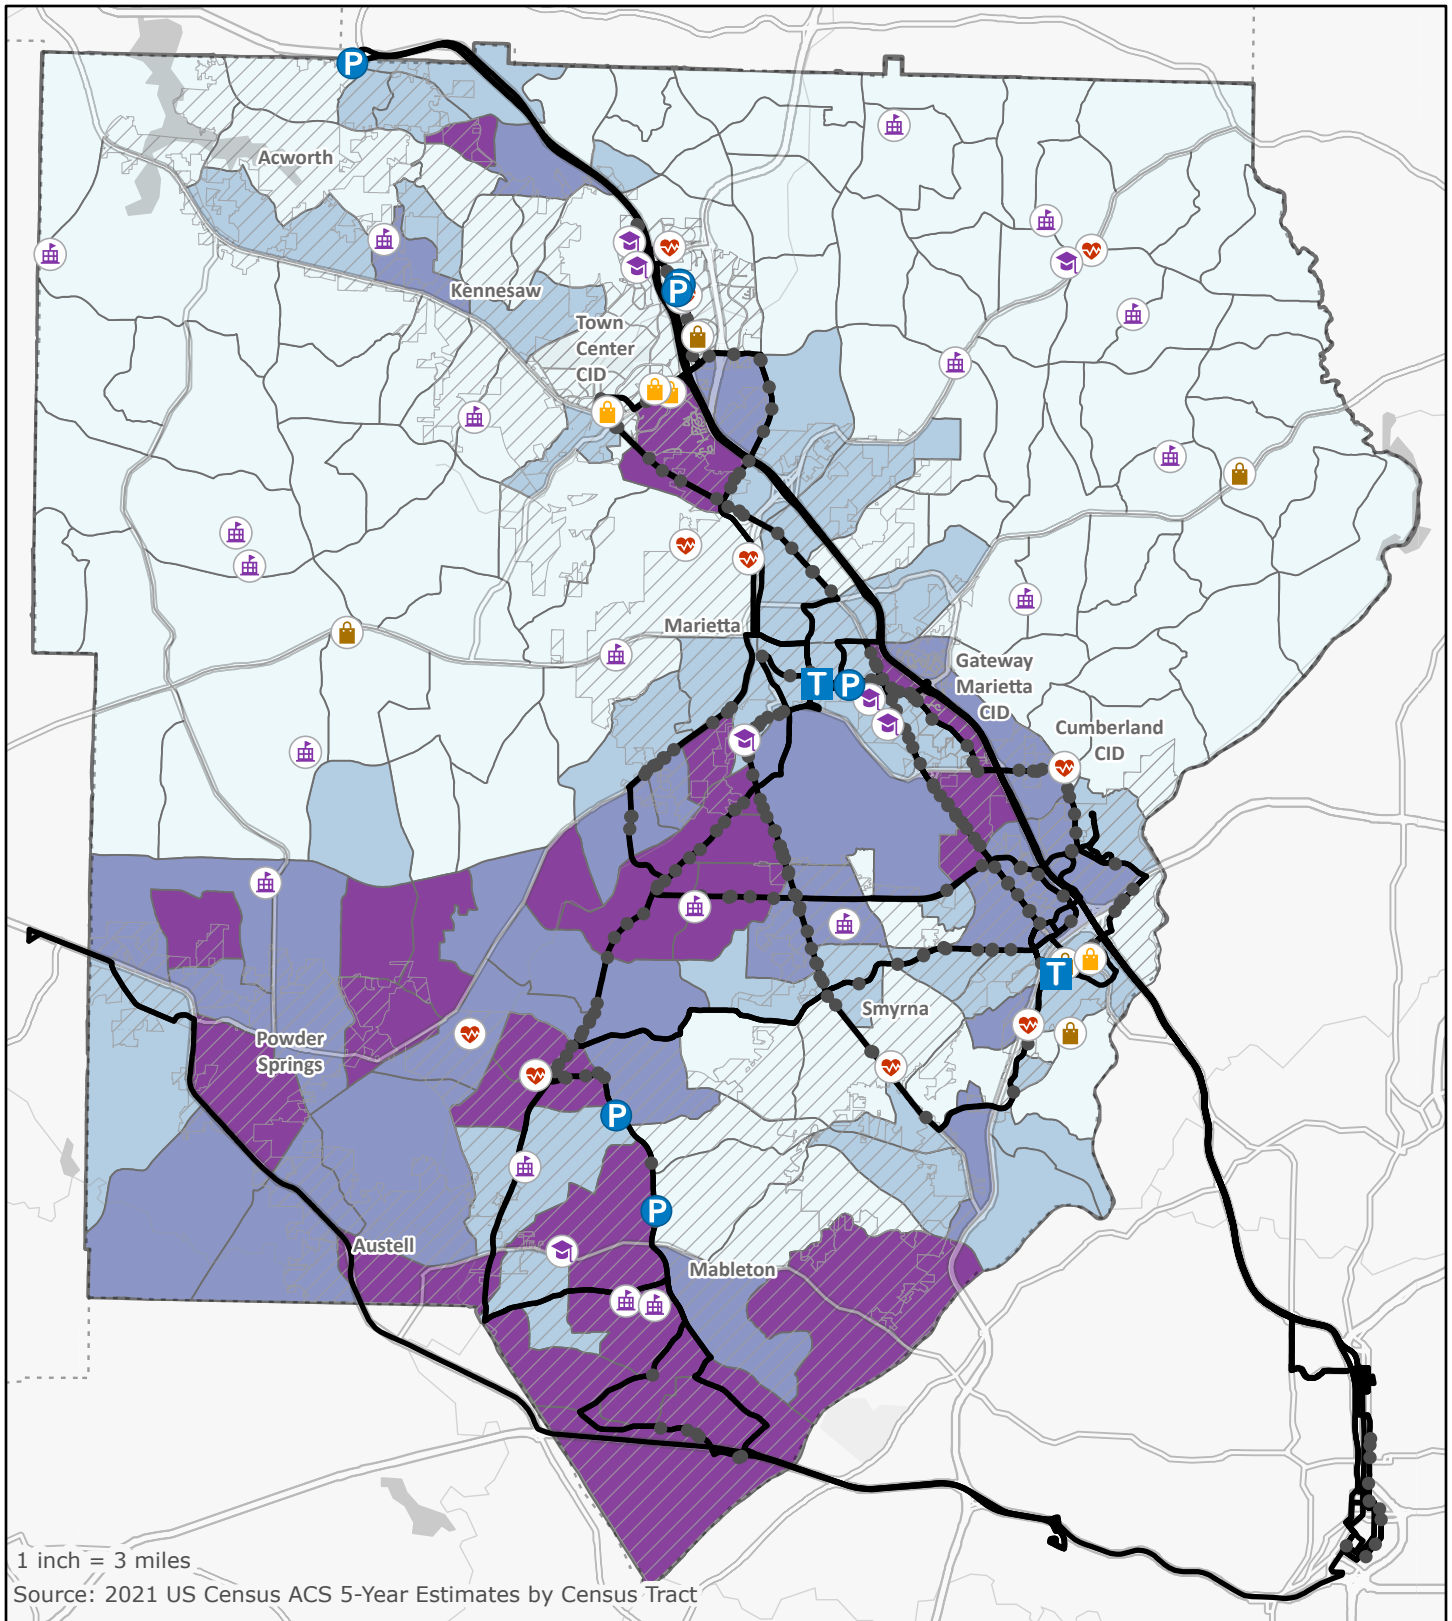 P
Acworth
Kennesaw
P
Town
Center
CID
Marietta
T
P
Gateway
Marietta
CID
Cumberland
CID
T
Smyrna
Powder
Springs
P
P
Austell
Mableton
1 inch = 3 miles
Source: 2021 US Census ACS 5-Year Estimates by Census Tract